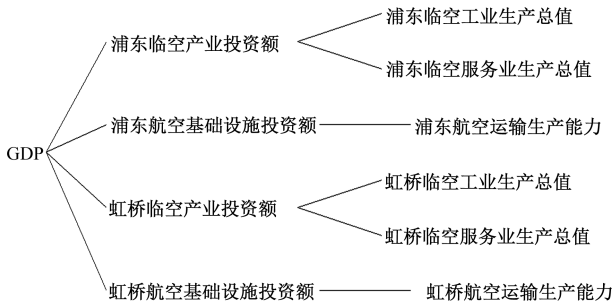 浦东临空工业生产总值
浦东临空产业投资额
浦东临空服务业生产总值
浦东航空基础设施投资额
浦东航空运输生产能力
GDP
虹桥临空工业生产总值
虹桥临空产业投资额
虹桥临空服务业生产总值
虹桥航空基础设施投资额
虹桥航空运输生产能力